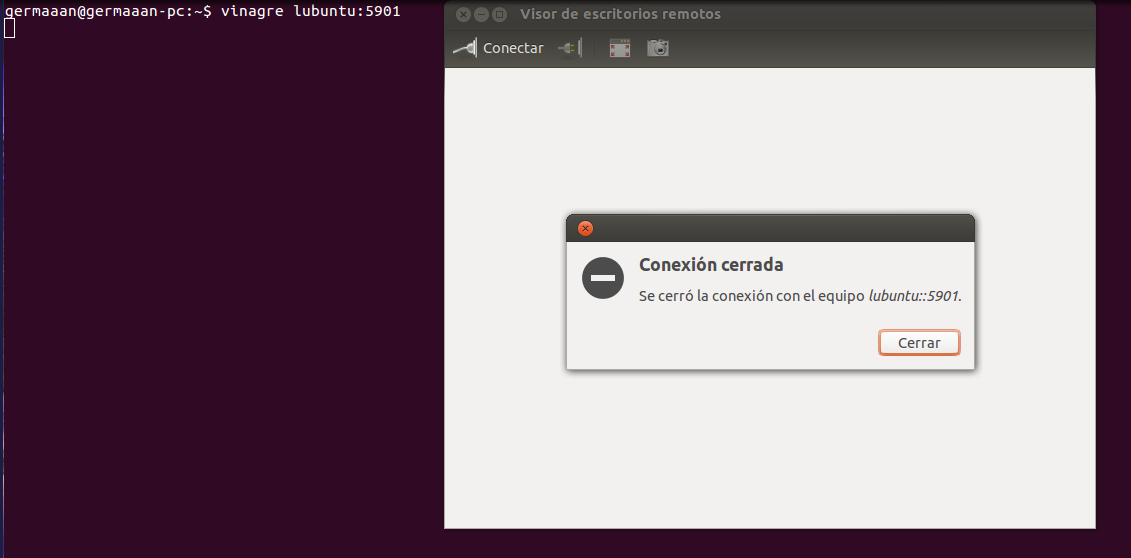 germaaan@germaaan-pc:~$ vinagre lubuntu:5901
Visor de escritorios remotos
Conectar
Conexión cerrada
Se cerró la conexión con el equipo lubuntu::5901.
Cerrar